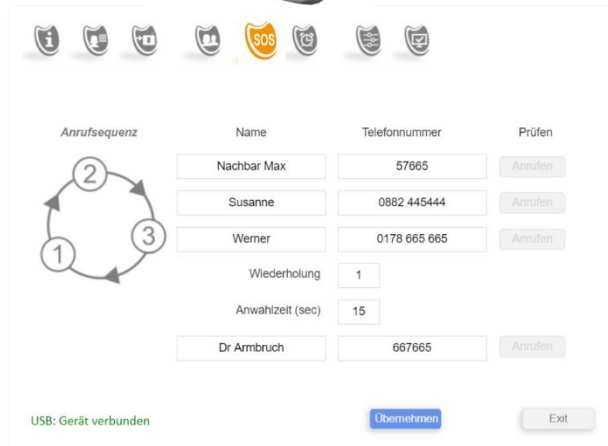 SOS
Anrufsequenz Name Telefonnummer Prüfen
2
Nachbar Max 57665 Anrufen
Susanne 0882 445444 Anrufen
1 3 Werner 0178 665 665 Anrufen
Wiederholung 1
Anwahlzeit (sec) 15
Dr Armbruch 667665 Anrufen
USB: Gerät verbunden Übernehmen Exit